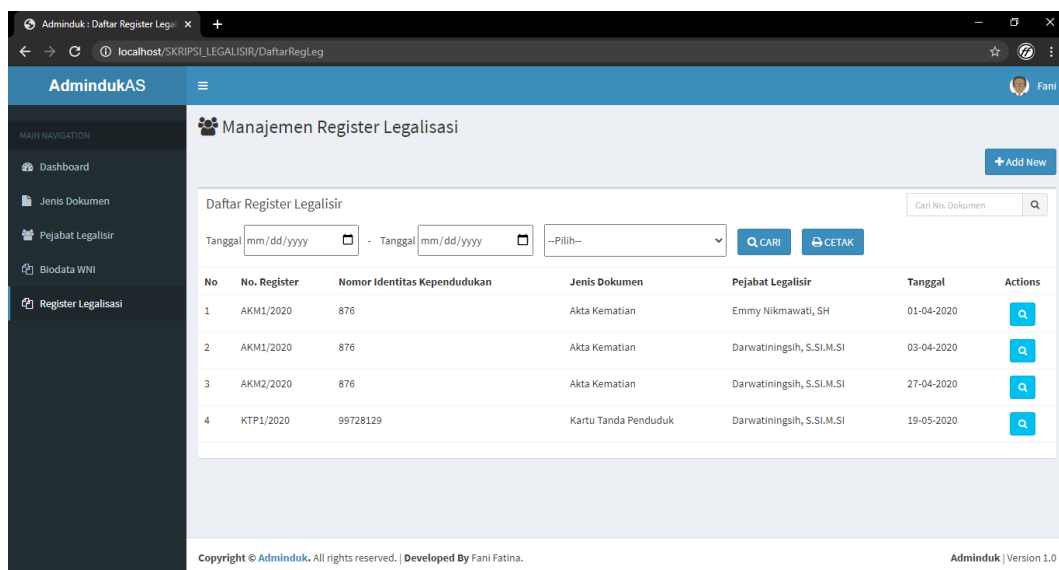 Adminduk : Daftar Register Legal
localhost/SKRIPSI_LEGALISIR/DaftarRegLeg
AdmindukAS
Fani
MAIN NAVIGATION
Dashboard
Jenis Dokumen
Pejabat Legalisir
Biodata WNI
Register Legalisasi
Manajemen Register Legalisasi
Add New
Daftar Register Legalisir
Cari No. Dokumen
Tanggal mm/dd/yyyy - Tanggal mm/dd/yyyy --Pilih-- CARI CETAK
No No. Register Nomor Identitas Kependudukan Jenis Dokumen Pejabat Legalisir Tanggal Actions
1 AKM1/2020 876 Akta Kematian Emmy Nikmawati, SH 01-04-2020
2 AKM1/2020 876 Akta Kematian Darwatiningsih, S.SI.M.SI 03-04-2020
3 AKM2/2020 876 Akta Kematian Darwatiningsih, S.SI.M.SI 27-04-2020
4 KTP1/2020 99728129 Kartu Tanda Penduduk Darwatiningsih, S.SI.M.SI 19-05-2020
Copyright © Adminduk. All rights reserved. | Developed By Fani Fatina. Adminduk | Version 1.0